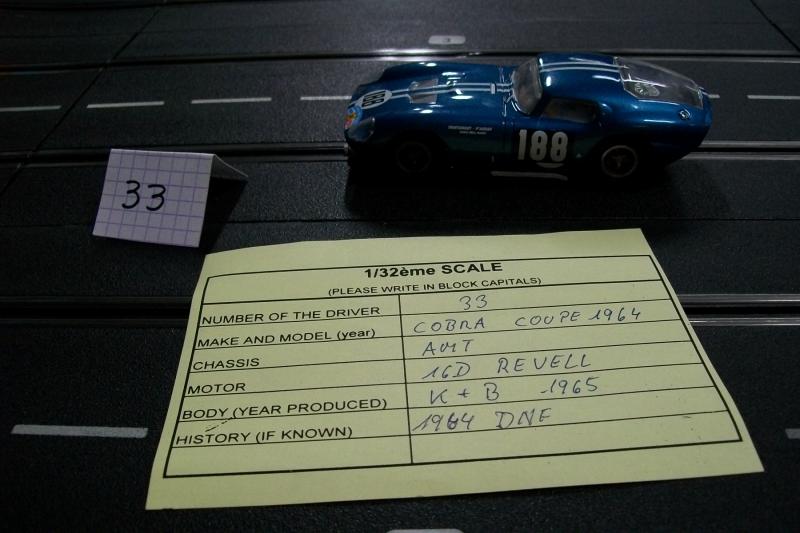 188
188
33
1/32ème SCALE
(PLEASE WRITE IN BLOCK CAPITALS)
NUMBER OF THE DRIVER 33
MAKE AND MODEL (year) COBRA COUPE 1964
CHASSIS AMT
MOTOR 16D REVELL
BODY (YEAR PRODUCED) K + B - 1965
HISTORY (IF KNOWN) 1964 DNF